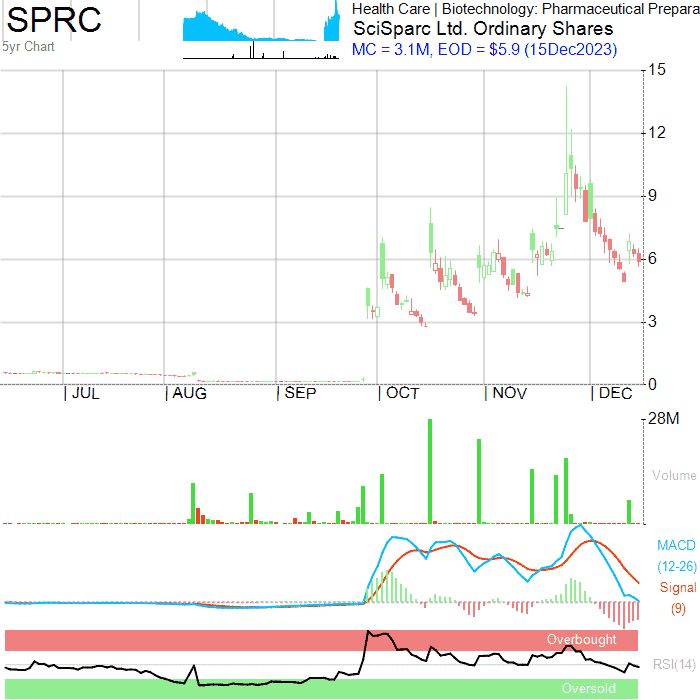 SPRC
5yr Chart
Health Care | Biotechnology: Pharmaceutical Prepara
SciSparc Ltd. Ordinary Shares
MC = 3.1M, EOD = $5.9 (15Dec2023)
15
12
9
6
3
0
| JUL | AUG | SEP | OCT | NOV | DEC
28M
Volume
MACD
(12-26)
Signal
(9)
Overbought
RSI(14)
Oversold